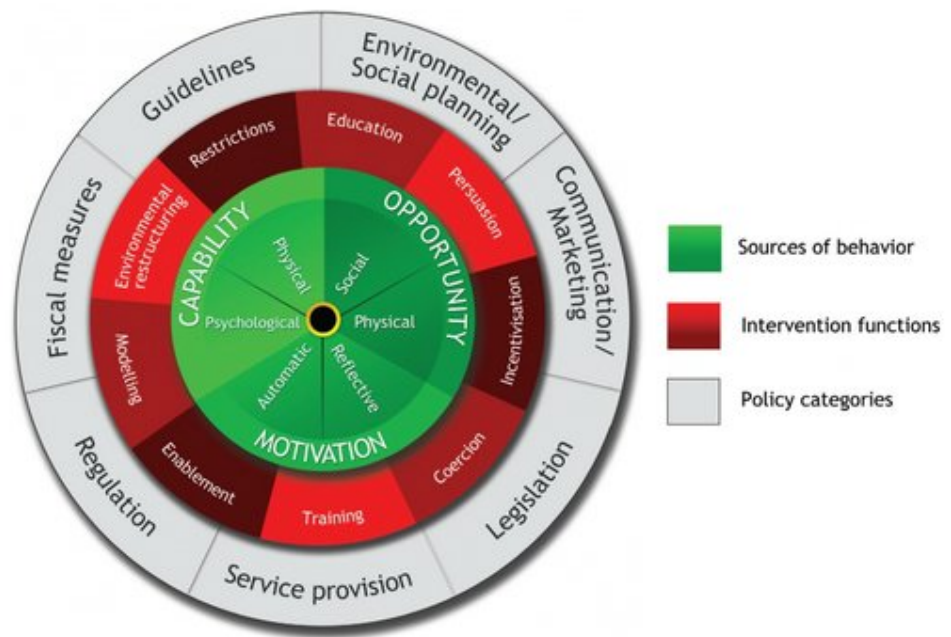 Guidelines
Environmental/
Social planning
Communication/
Marketing
Legislation
Service provision
Regulation
Fiscal measures
Restrictions
Education
Persuasion
Incentivisation
Coercion
Training
Enablement
Modelling
Environmental
restructuring
CAPABILITY
OPPORTUNITY
MOTIVATION
Physical
Social
Psychological
Physical
Automatic
Reflective
Sources of behavior
Intervention functions
Policy categories